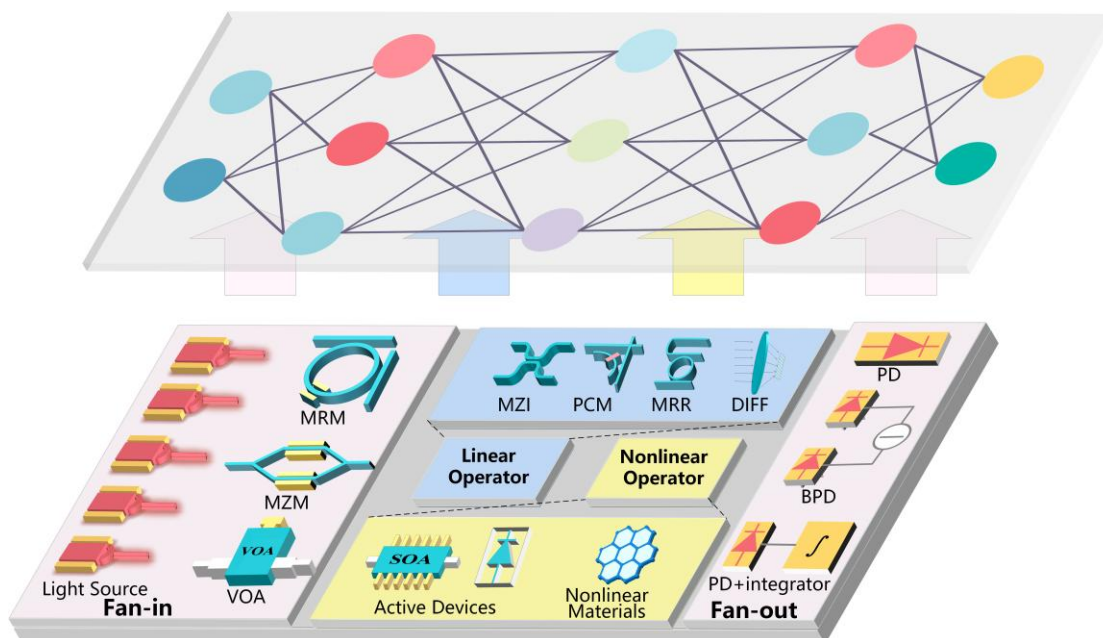 MRM
MZM
VOA
VOA
Light Source
Fan-in
MZI
PCM
MRR
DIFF
Linear
Operator
Nonlinear
Operator
SOA
Active Devices
Nonlinear
Materials
PD
BPD
∫
PD+integrator
Fan-out